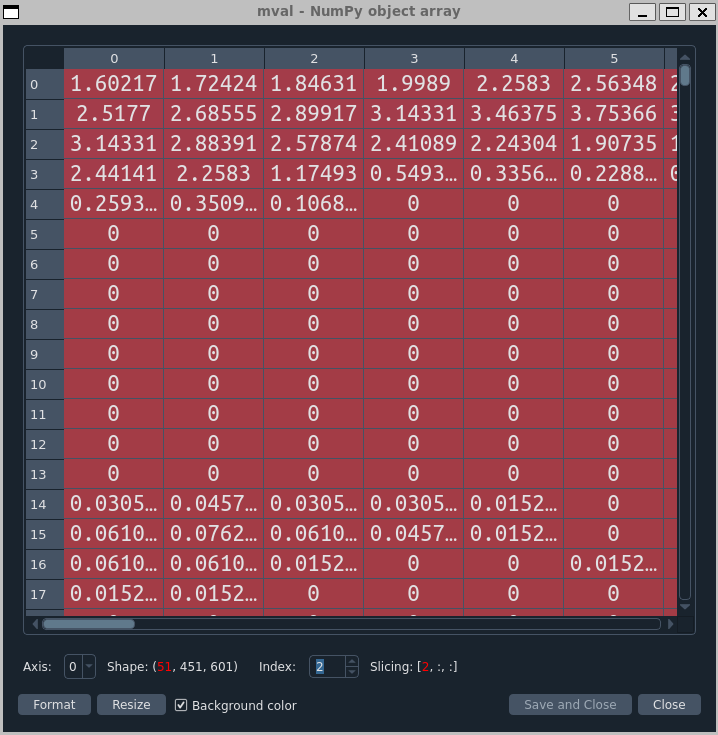 mval - NumPy object array
0 1 2 3 4 5
0 1.60217 1.72424 1.84631 1.9989 2.2583 2.56348
1 2.5177 2.68555 2.89917 3.14331 3.46375 3.75366
2 3.14331 2.88391 2.57874 2.41089 2.24304 1.90735
3 2.44141 2.2583 1.17493 0.5493… 0.3356… 0.2288…
4 0.2593… 0.3509… 0.1068… 0 0 0
5 0 0 0 0 0 0
6 0 0 0 0 0 0
7 0 0 0 0 0 0
8 0 0 0 0 0 0
9 0 0 0 0 0 0
10 0 0 0 0 0 0
11 0 0 0 0 0 0
12 0 0 0 0 0 0
13 0 0 0 0 0 0
14 0.0305… 0.0457… 0.0305… 0.0305… 0.0152… 0
15 0.0610… 0.0762… 0.0610… 0.0457… 0.0152… 0
16 0.0610… 0.0610… 0.0152… 0 0 0.0152…
17 0.0152… 0.0152… 0 0 0 0
Axis: 0 Shape: (51, 451, 601) Index: 2 Slicing: [2, :, :]
Format Resize Background color Save and Close Close